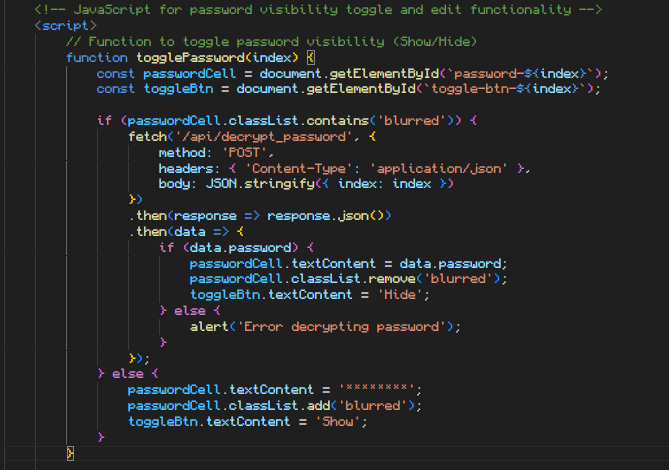 <!-- JavaScript for password visibility toggle and edit functionality -->
<script>
// Function to toggle password visibility (Show/Hide)
function togglePassword(index) {
const passwordCell = document.getElementById(`password-${index}`);
const toggleBtn = document.getElementById(`toggle-btn-${index}`);
if (passwordCell.classList.contains('blurred')) {
fetch('/api/decrypt_password', {
method: 'POST',
headers: { 'Content-Type': 'application/json' },
body: JSON.stringify({ index: index })
})
.then(response => response.json())
.then(data => {
if (data.password) {
passwordCell.textContent = data.password;
passwordCell.classList.remove('blurred');
toggleBtn.textContent = 'Hide';
} else {
alert('Error decrypting password');
}
});
} else {
passwordCell.textContent = '********';
passwordCell.classList.add('blurred');
toggleBtn.textContent = 'Show';
}
}